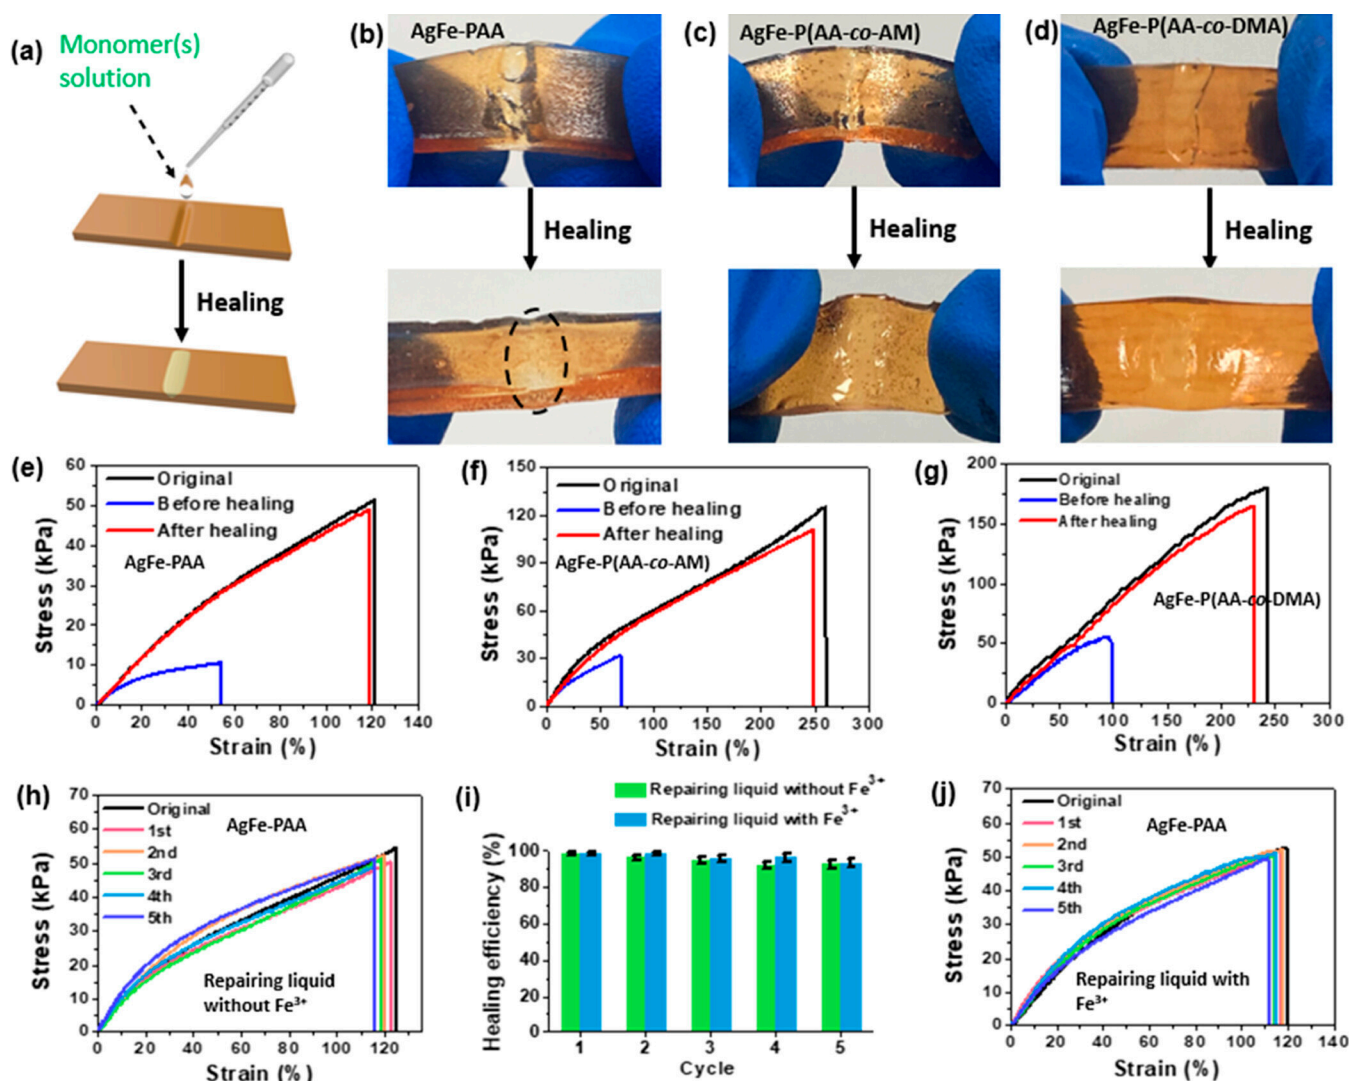 (a)
Monomer(s)
solution
Healing
(b)
AgFe-PAA
Healing
(c)
AgFe-P(AA-co-AM)
Healing
(d)
AgFe-P(AA-co-DMA)
Healing
(e)
60
50
40
30
20
10
0
Stress (kPa)
Original
Before healing
After healing
AgFe-PAA
0 20 40 60 80 100 120 140
Strain (%)
(f)
150
120
90
60
30
0
Stress (kPa)
Original
Before healing
After healing
AgFe-P(AA-co-AM)
0 50 100 150 200 250 300
Strain (%)
(g)
200
150
100
50
0
Stress (kPa)
Original
Before healing
After healing
AgFe-P(AA-co-DMA)
0 50 100 150 200 250 300
Strain (%)
(h)
70
60
50
40
30
20
10
0
Stress (kPa)
Original
1st
2nd
3rd
4th
5th
AgFe-PAA
Repairing liquid
without Fe³⁺
0 20 40 60 80 100 120
Strain (%)
(i)
Repairing liquid without Fe³⁺
Repairing liquid with Fe³⁺
100
80
60
40
20
0
Healing efficiency (%)
1 2 3 4 5
Cycle
(j)
70
60
50
40
30
20
10
0
Stress (kPa)
Original
1st
2nd
3rd
4th
5th
AgFe-PAA
Repairing liquid with
Fe³⁺
0 20 40 60 80 100 120 140
Strain (%)